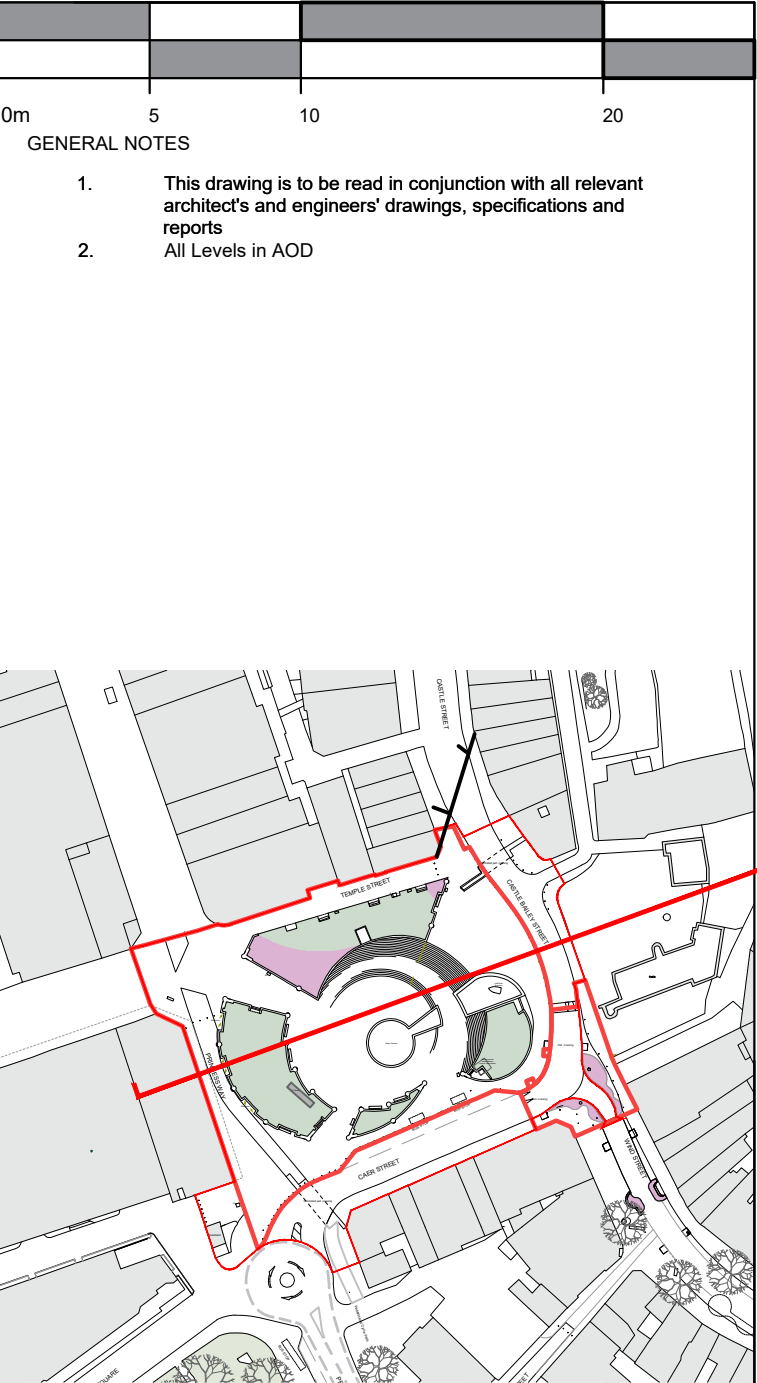 0m 5 10 20
GENERAL NOTES
1. This drawing is to be read in conjunction with all relevant
architect's and engineers' drawings, specifications and
reports
2. All Levels in AOD
CASTLE STREET
TEMPLE STREET
CASTLE BAILEY STREET
PRINCESS WAY
CAER STREET
WIND STREET